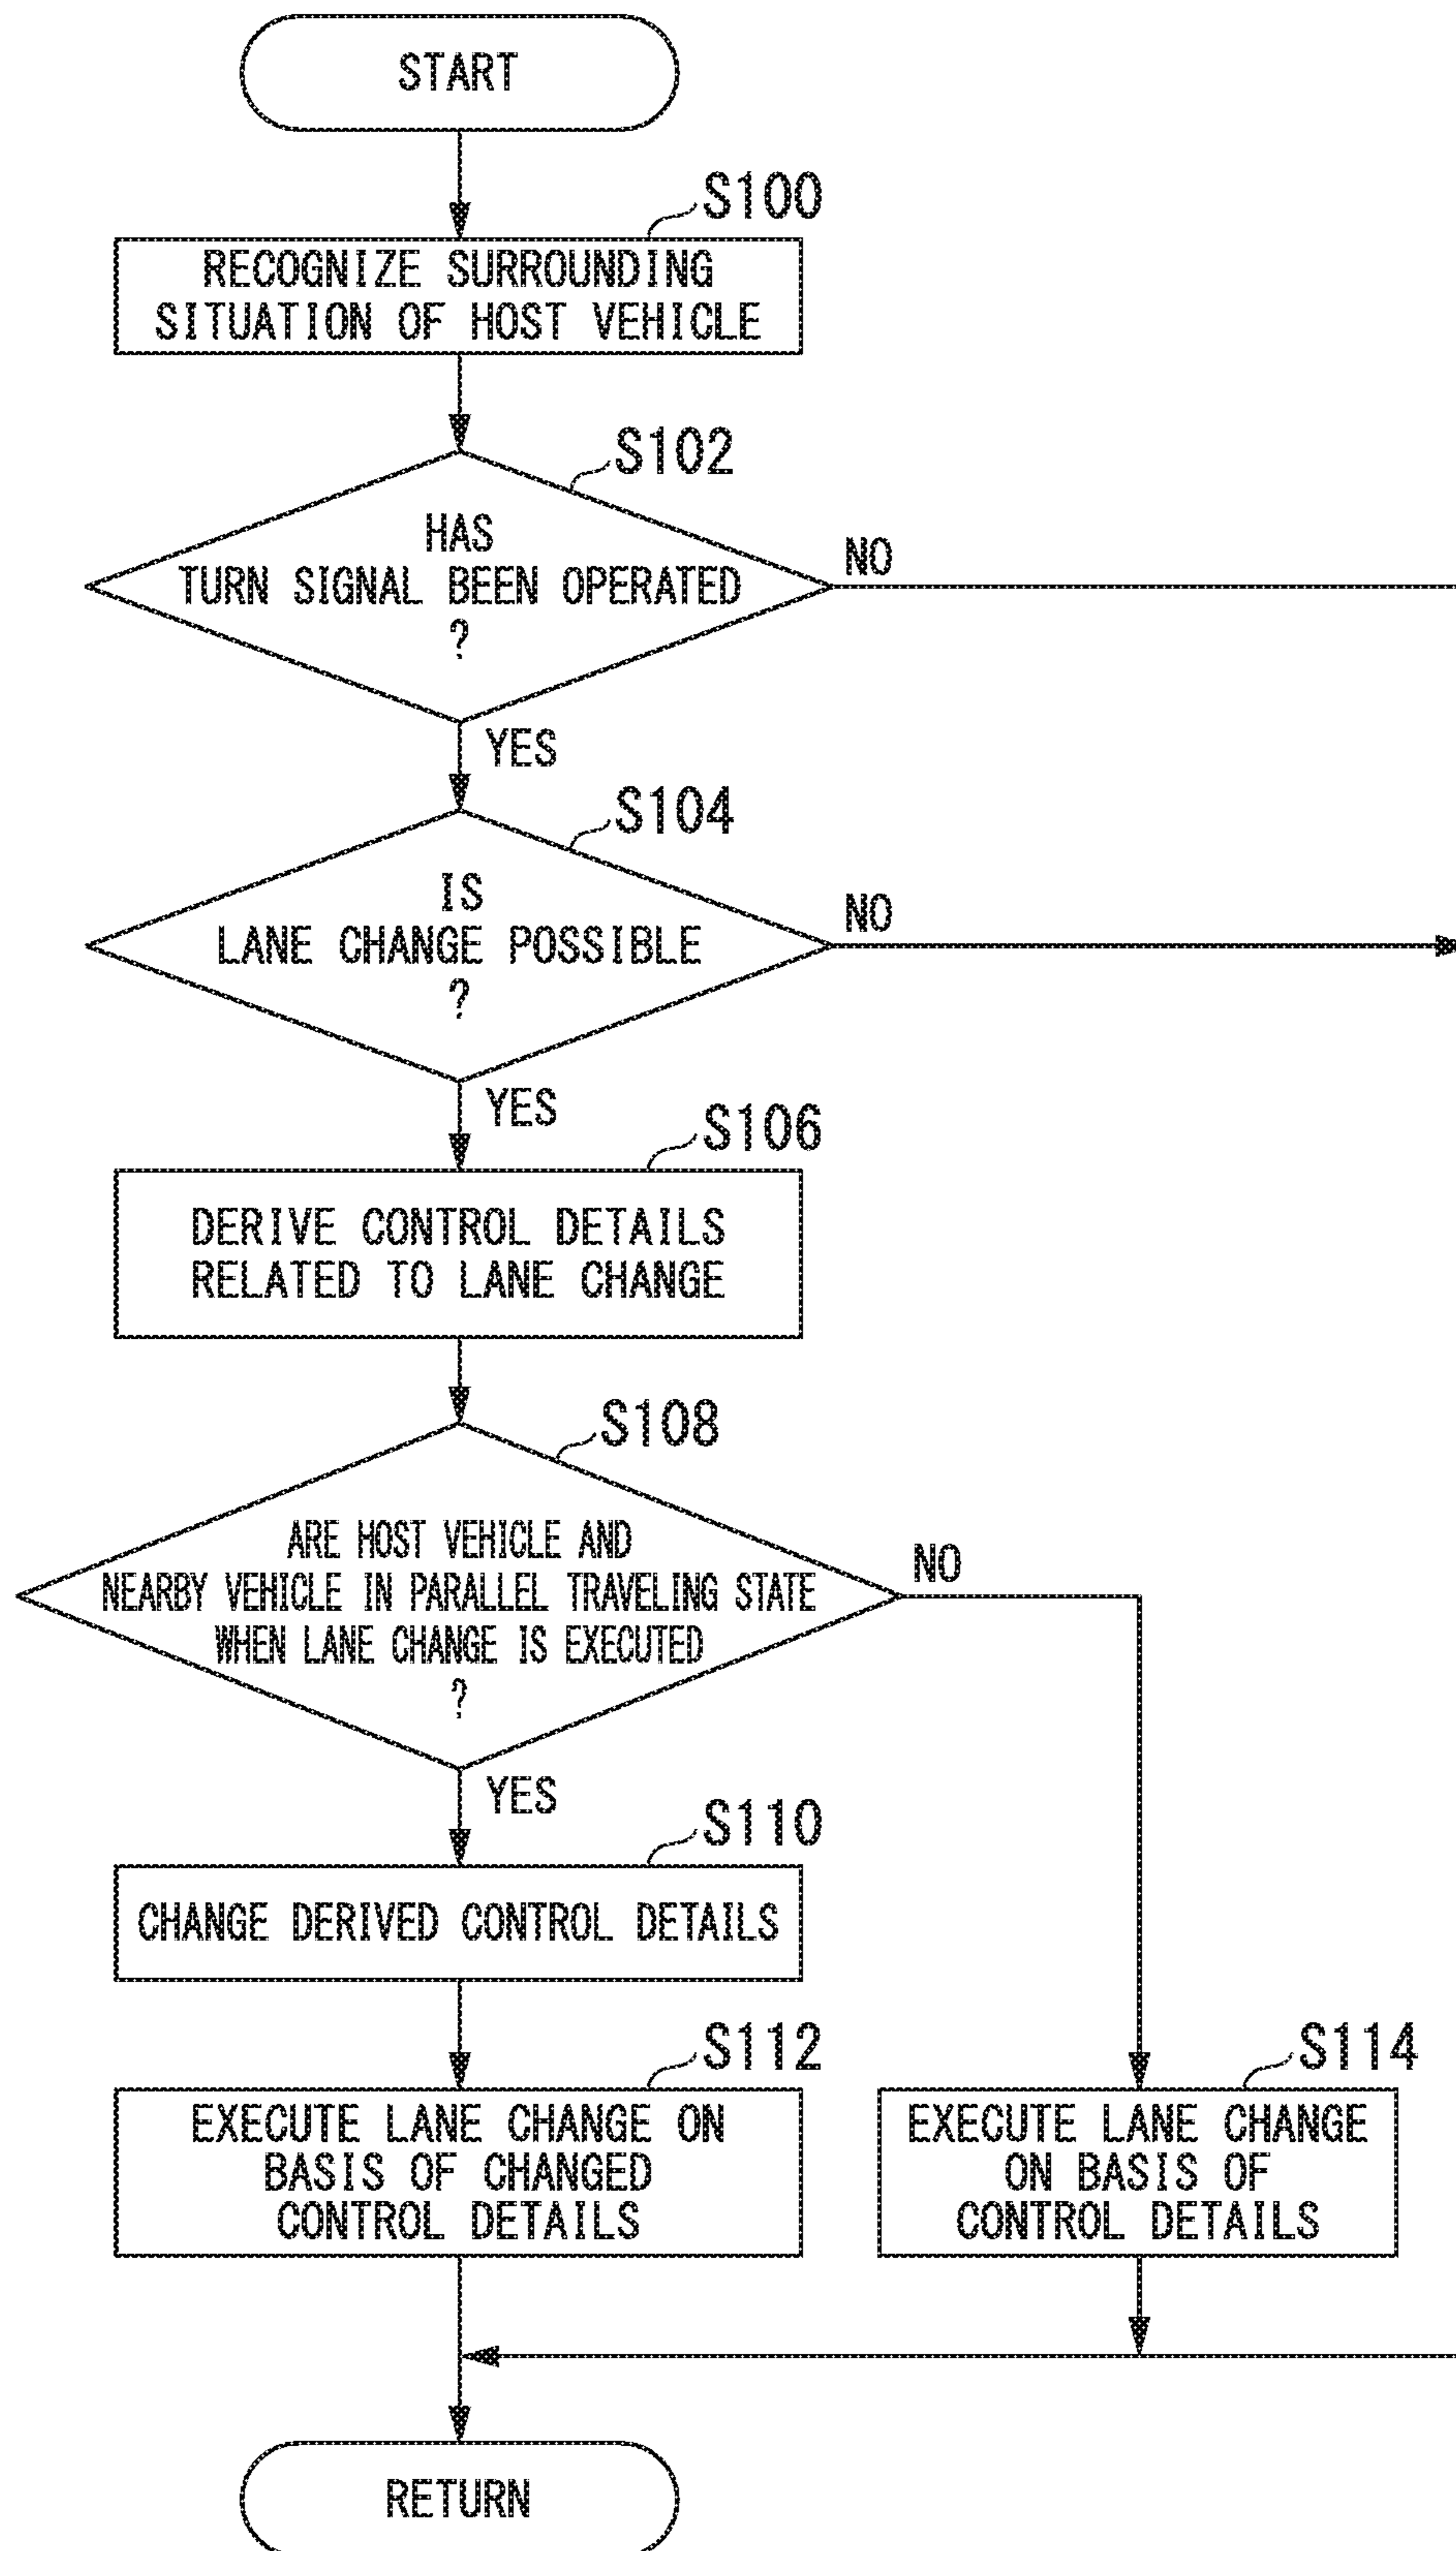 START
S100
RECOGNIZE SURROUNDING
SITUATION OF HOST VEHICLE
S102
HAS
TURN SIGNAL BEEN OPERATED
?
NO
YES
S104
IS
LANE CHANGE POSSIBLE
?
NO
YES
S106
DERIVE CONTROL DETAILS
RELATED TO LANE CHANGE
S108
ARE HOST VEHICLE AND
NEARBY VEHICLE IN PARALLEL TRAVELING STATE
WHEN LANE CHANGE IS EXECUTED
?
NO
YES
S110
CHANGE DERIVED CONTROL DETAILS
S112
EXECUTE LANE CHANGE ON
BASIS OF CHANGED
CONTROL DETAILS
S114
EXECUTE LANE CHANGE
ON BASIS OF
CONTROL DETAILS
RETURN